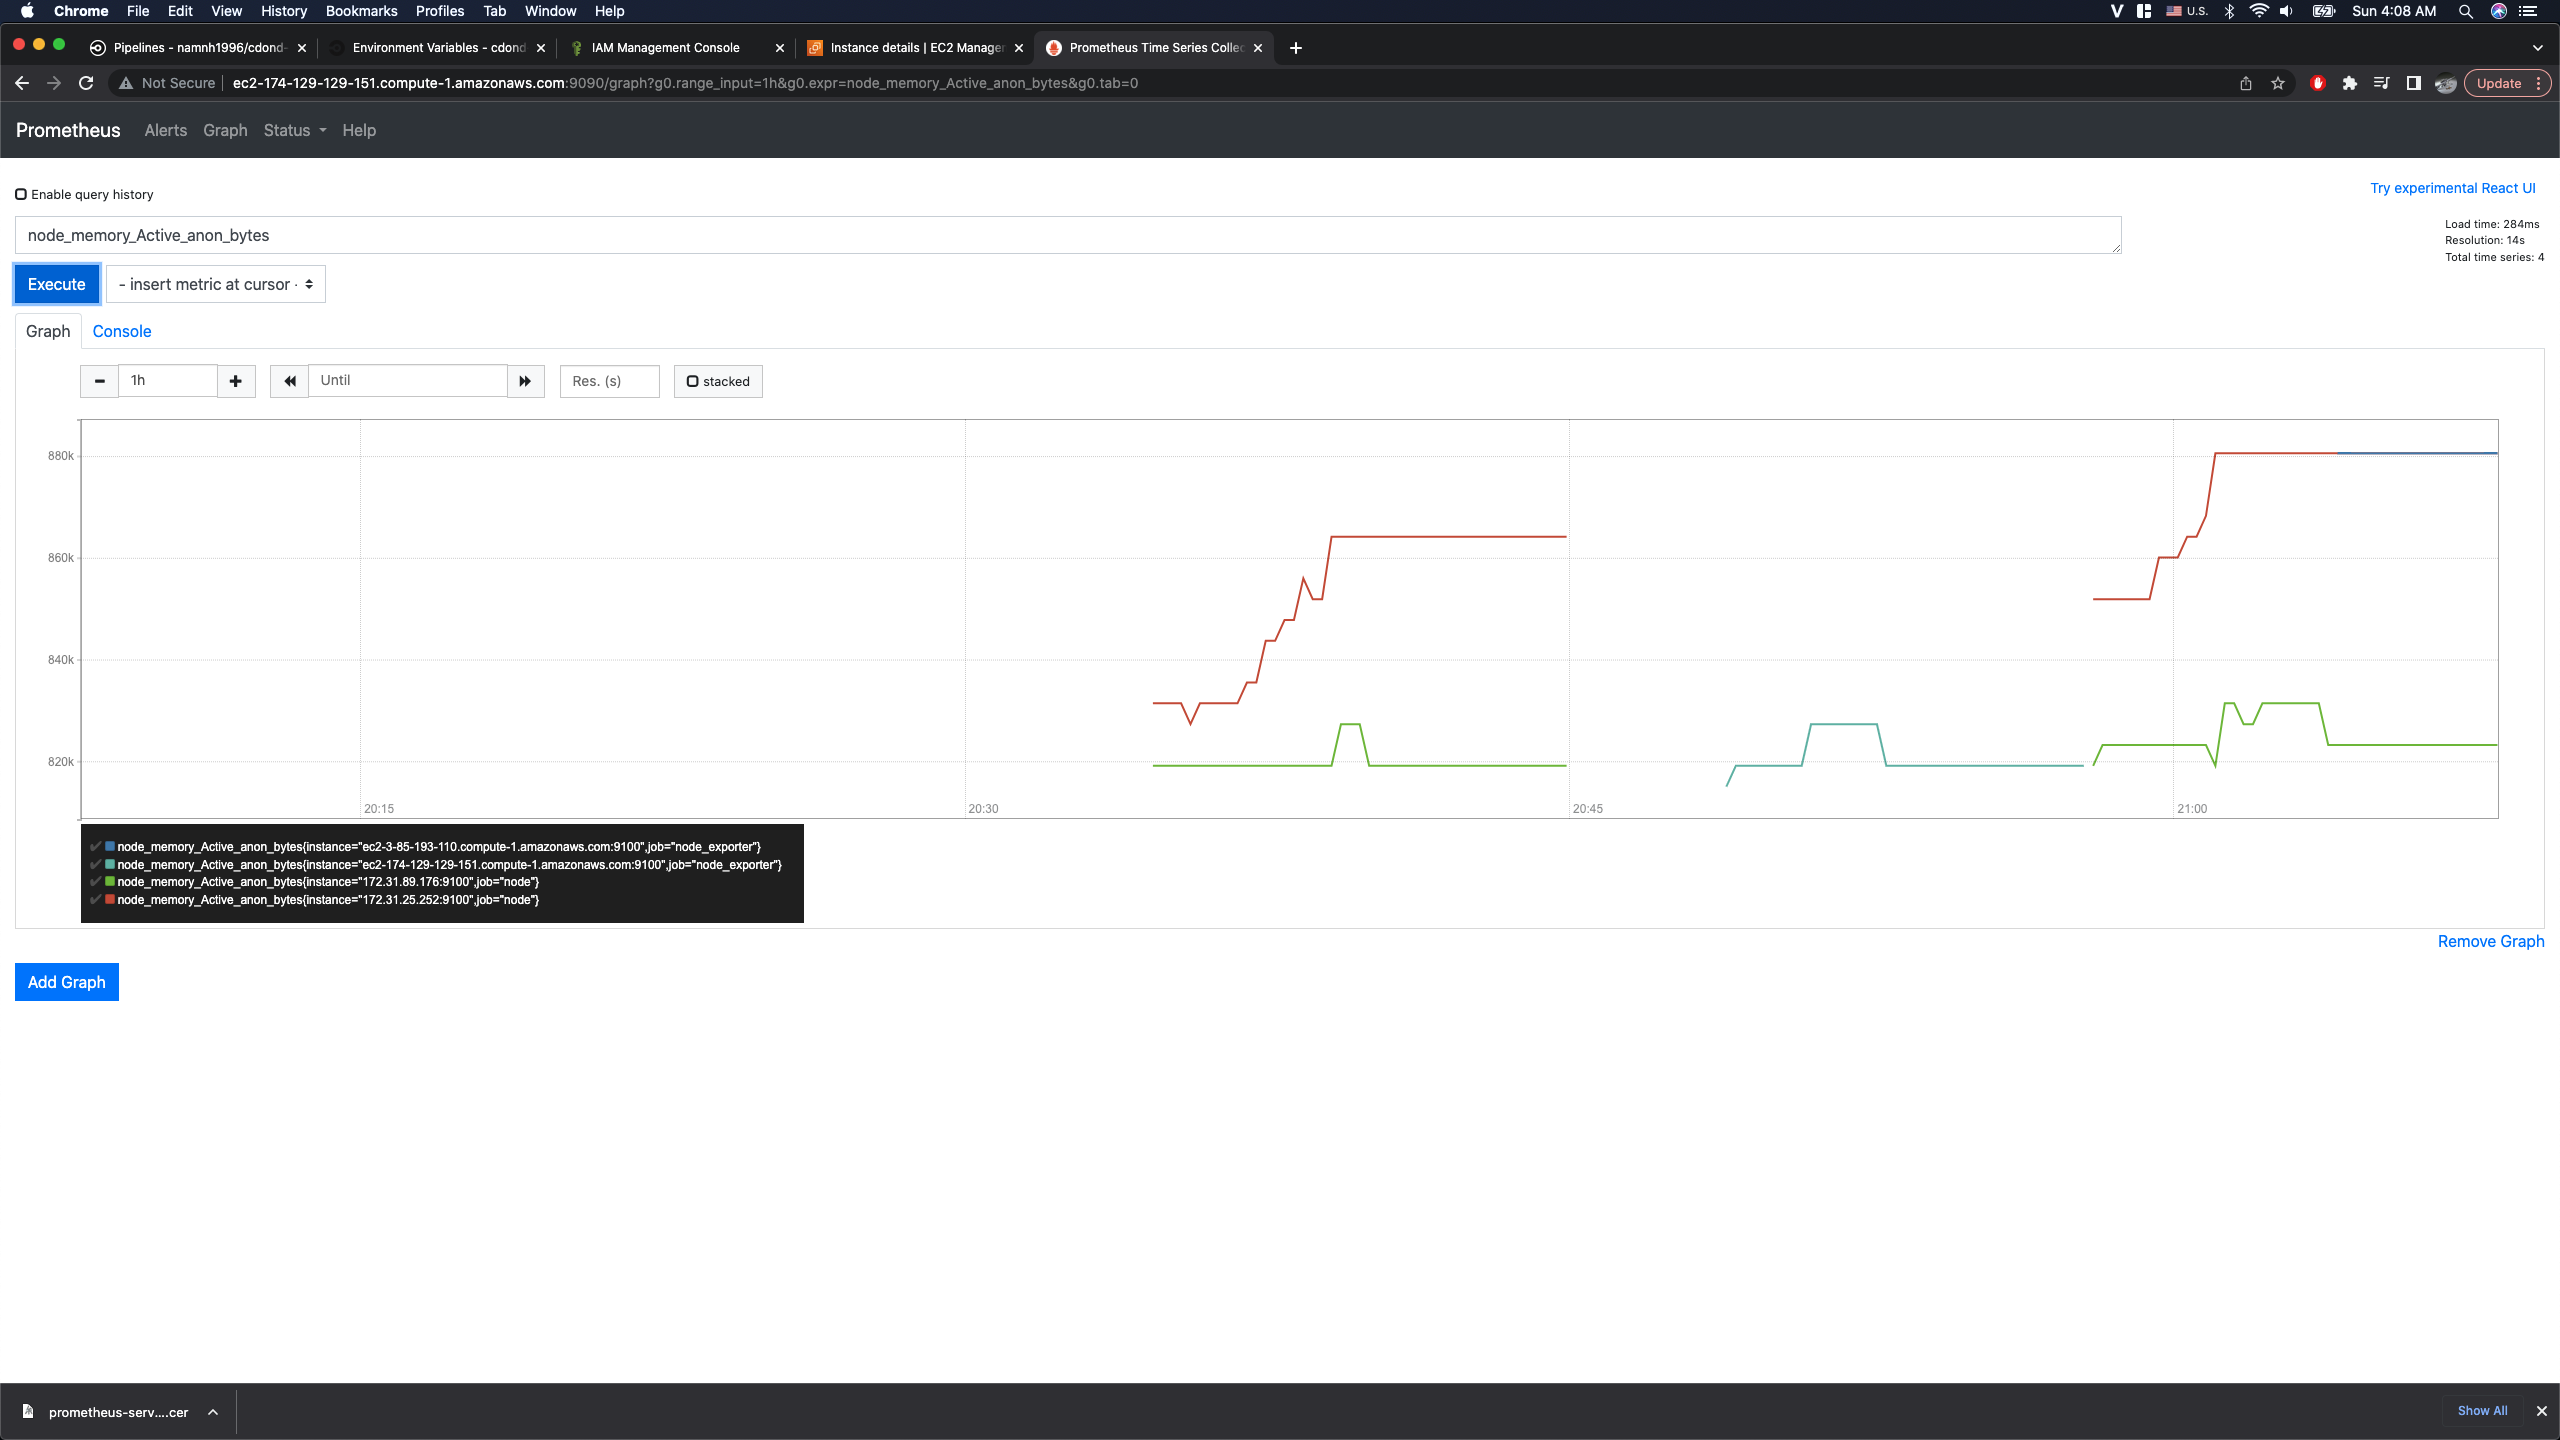 Chrome File Edit View History Bookmarks Profiles Tab Window Help U.S. Sun 4:08 AM
Pipelines - namnh1996/cdond- Environment Variables - cdond IAM Management Console Instance details | EC2 Manager Prometheus Time Series Collec
Not Secure ec2-174-129-129-151.compute-1.amazonaws.com:9090/graph?g0.range_input=1h&g0.expr=node_memory_Active_anon_bytes&g0.tab=0 Update
Prometheus Alerts Graph Status Help
Enable query history Try experimental React UI
node_memory_Active_anon_bytes
Load time: 284ms
Resolution: 14s
Total time series: 4
Execute - insert metric at cursor -
Graph Console
1h Until Res. (s) stacked
880k
860k
840k
820k
20:15 20:30 20:45 21:00
node_memory_Active_anon_bytes{instance="ec2-3-85-193-110.compute-1.amazonaws.com:9100",job="node_exporter"}
node_memory_Active_anon_bytes{instance="ec2-174-129-129-151.compute-1.amazonaws.com:9100",job="node_exporter"}
node_memory_Active_anon_bytes{instance="172.31.89.176:9100",job="node"}
node_memory_Active_anon_bytes{instance="172.31.25.252:9100",job="node"}
Remove Graph
Add Graph
prometheus-serv....cer Show All